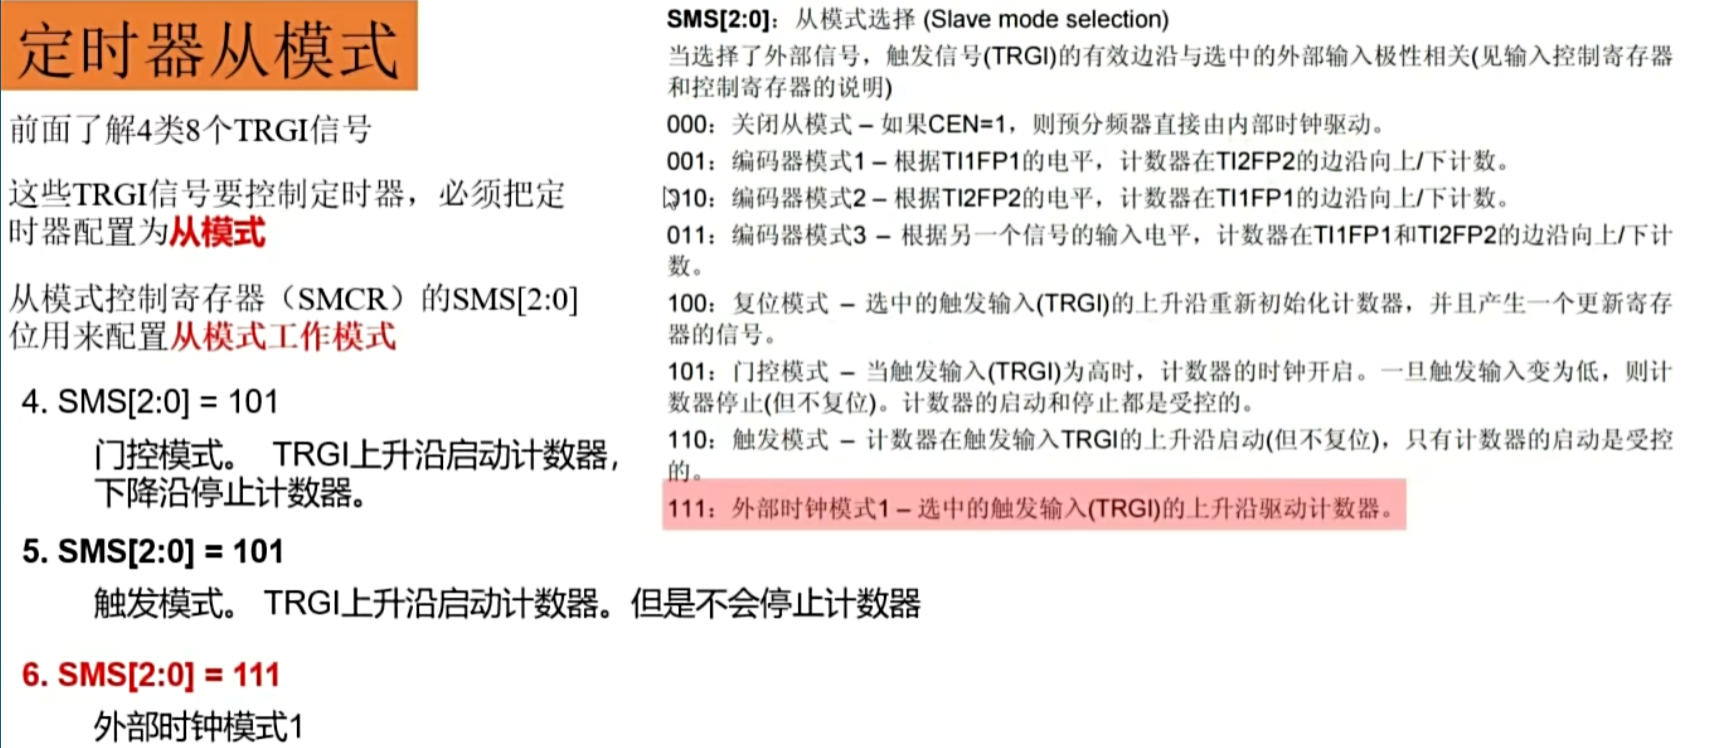 定时器从模式
前面了解4类8个TRGI信号
这些TRGI信号要控制定时器，必须把定
时器配置为从模式
从模式控制寄存器（SMCR）的SMS[2:0]
位用来配置从模式工作模式
4. SMS[2:0] = 101
门控模式。 TRGI上升沿启动计数器，
下降沿停止计数器。
5. SMS[2:0] = 101
触发模式。 TRGI上升沿启动计数器。但是不会停止计数器
6. SMS[2:0] = 111
外部时钟模式1
SMS[2:0]：从模式选择 (Slave mode selection)
当选择了外部信号，触发信号(TRGI)的有效边沿与选中的外部输入极性相关(见输入控制寄存器
和控制寄存器的说明)
000：关闭从模式 – 如果CEN=1，则预分频器直接由内部时钟驱动。
001：编码器模式1 – 根据TI1FP1的电平，计数器在TI2FP2的边沿向上/下计数。
010：编码器模式2 – 根据TI2FP2的电平，计数器在TI1FP1的边沿向上/下计数。
011：编码器模式3 – 根据另一个信号的输入电平，计数器在TI1FP1和TI2FP2的边沿向上/下计
数。
100：复位模式 – 选中的触发输入(TRGI)的上升沿重新初始化计数器，并且产生一个更新寄存
器的信号。
101：门控模式 – 当触发输入(TRGI)为高时，计数器的时钟开启。一旦触发输入变为低，则计
数器停止(但不复位)。计数器的启动和停止都是受控的。
110：触发模式 – 计数器在触发输入TRGI的上升沿启动(但不复位)，只有计数器的启动是受控
的。
111：外部时钟模式1 – 选中的触发输入(TRGI)的上升沿驱动计数器。